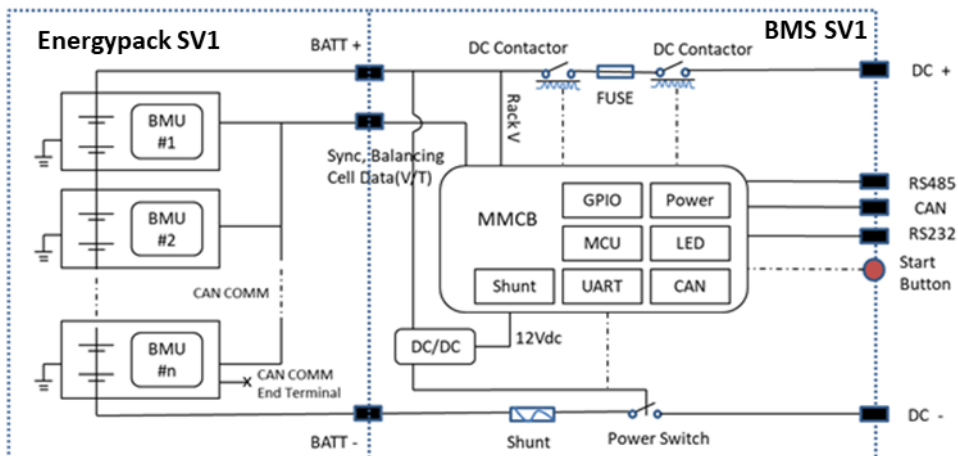 Energypack SV1
BMS SV1
BATT +
DC Contactor
DC Contactor
DC +
FUSE
BMU
#1
Rack V
Sync, Balancing
Cell Data(V/T)
BMU
#2
MMCB
GPIO
Power
MCU
LED
Shunt
UART
CAN
RS485
CAN
RS232
Start
Button
CAN COMM
BMU
#n
DC/DC
12Vdc
CAN COMM
End Terminal
BATT -
Shunt
Power Switch
DC -